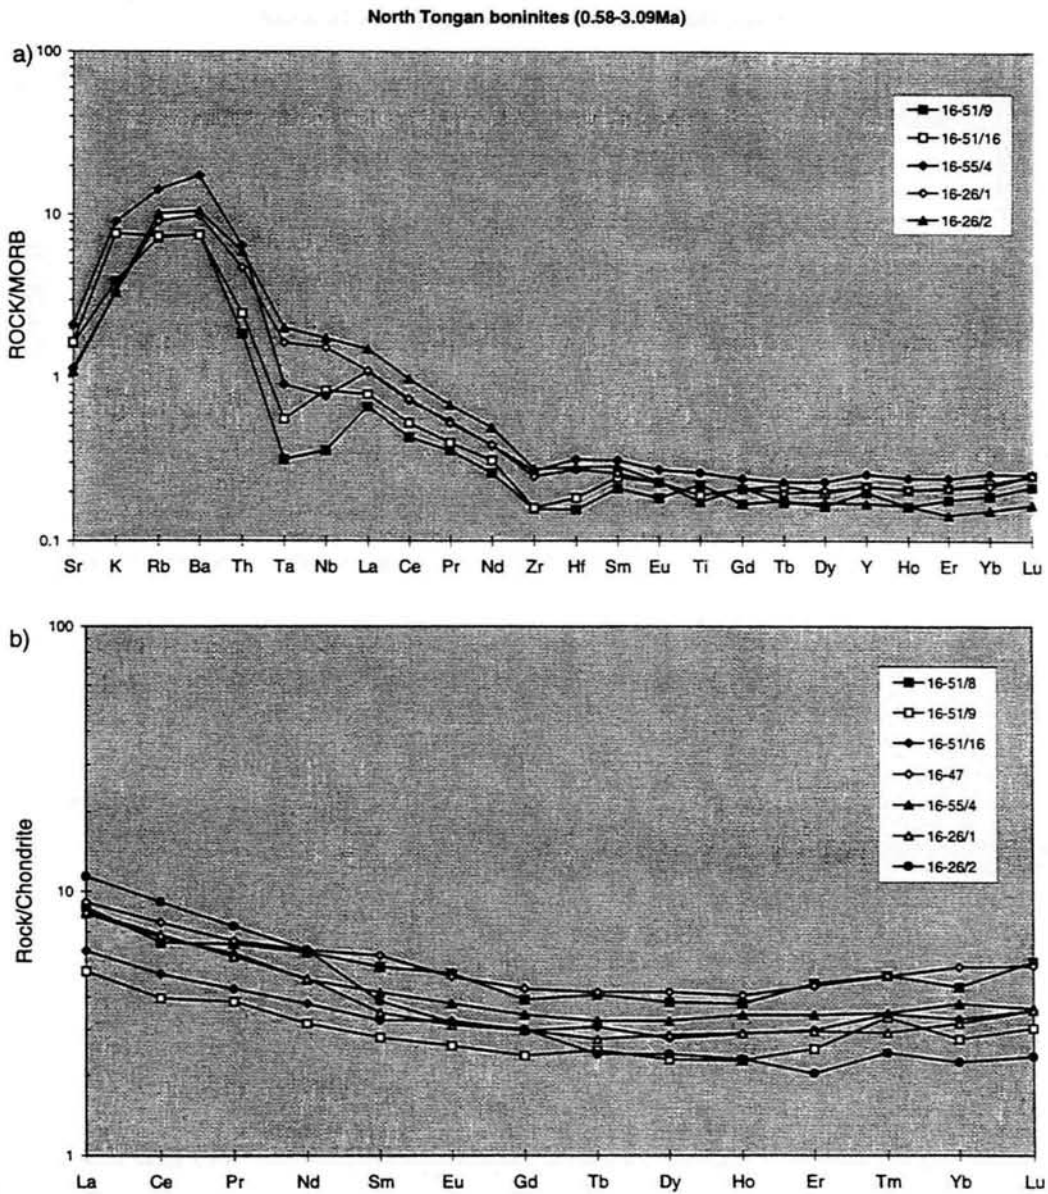 North Tongan boninites (0.58-3.09Ma)
a)
100
10
1
0.1
ROCK/MORB
16-51/9
16-51/16
16-55/4
16-26/1
16-26/2
Sr K Rb Ba Th Ta Nb La Ce Pr Nd Zr Hf Sm Eu Ti Gd Tb Dy Y Ho Er Yb Lu
b)
100
10
1
Rock/Chondrite
16-51/8
16-51/9
16-51/16
16-47
16-55/4
16-26/1
16-26/2
La Ce Pr Nd Sm Eu Gd Tb Dy Ho Er Tm Yb Lu